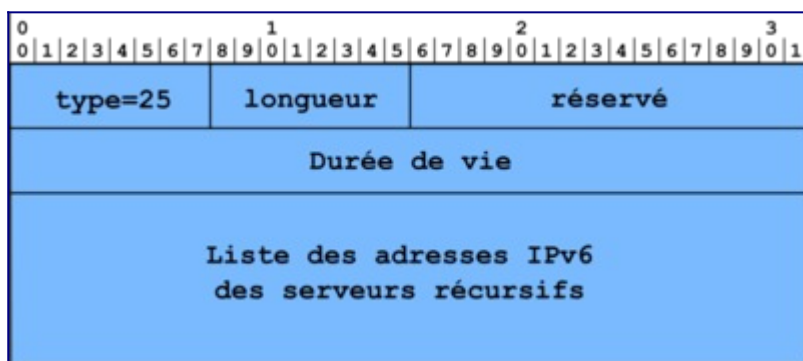 0 1 2 3
0|1|2|3|4|5|6|7|8|9|0|1|2|3|4|5|6|7|8|9|0|1|2|3|4|5|6|7|8|9|0|1
type=25 longueur réservé
Durée de vie
Liste des adresses IPv6
des serveurs récursifs